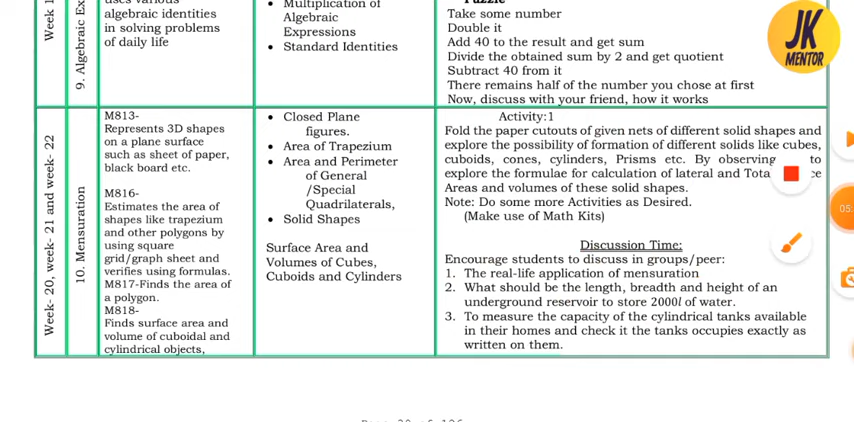 Week 1
9. Algebraic Ex
uses various
algebraic identities
in solving problems
of daily life
• Multiplication of
Algebraic
Expressions
• Standard Identities
Puzzle
Take some number
Double it
Add 40 to the result and get sum
Divide the obtained sum by 2 and get quotient
Subtract 40 from it
There remains half of the number you chose at first
Now, discuss with your friend, how it works
JK
MENTOR
Week- 20, week- 21 and week- 22
10. Mensuration
M813-
Represents 3D shapes
on a plane surface
such as sheet of paper,
black board etc.
M816-
Estimates the area of
shapes like trapezium
and other polygons by
using square
grid/graph sheet and
verifies using formulas.
M817-Finds the area of
a polygon.
M818-
Finds surface area and
volume of cuboidal and
cylindrical objects,
• Closed Plane
figures.
• Area of Trapezium
• Area and Perimeter
of General
/Special
Quadrilaterals,
• Solid Shapes
Surface Area and
Volumes of Cubes,
Cuboids and Cylinders
Activity:1
Fold the paper cutouts of given nets of different solid shapes and
explore the possibility of formation of different solids like cubes,
cuboids, cones, cylinders, Prisms etc. By observing to
explore the formulae for calculation of lateral and Tota ce
Areas and volumes of these solid shapes.
Note: Do some more Activities as Desired.
(Make use of Math Kits)
Discussion Time:
Encourage students to discuss in groups/peer:
1. The real-life application of mensuration
2. What should be the length, breadth and height of an
underground reservoir to store 2000l of water.
3. To measure the capacity of the cylindrical tanks available
in their homes and check it the tanks occupies exactly as
written on them.
05: